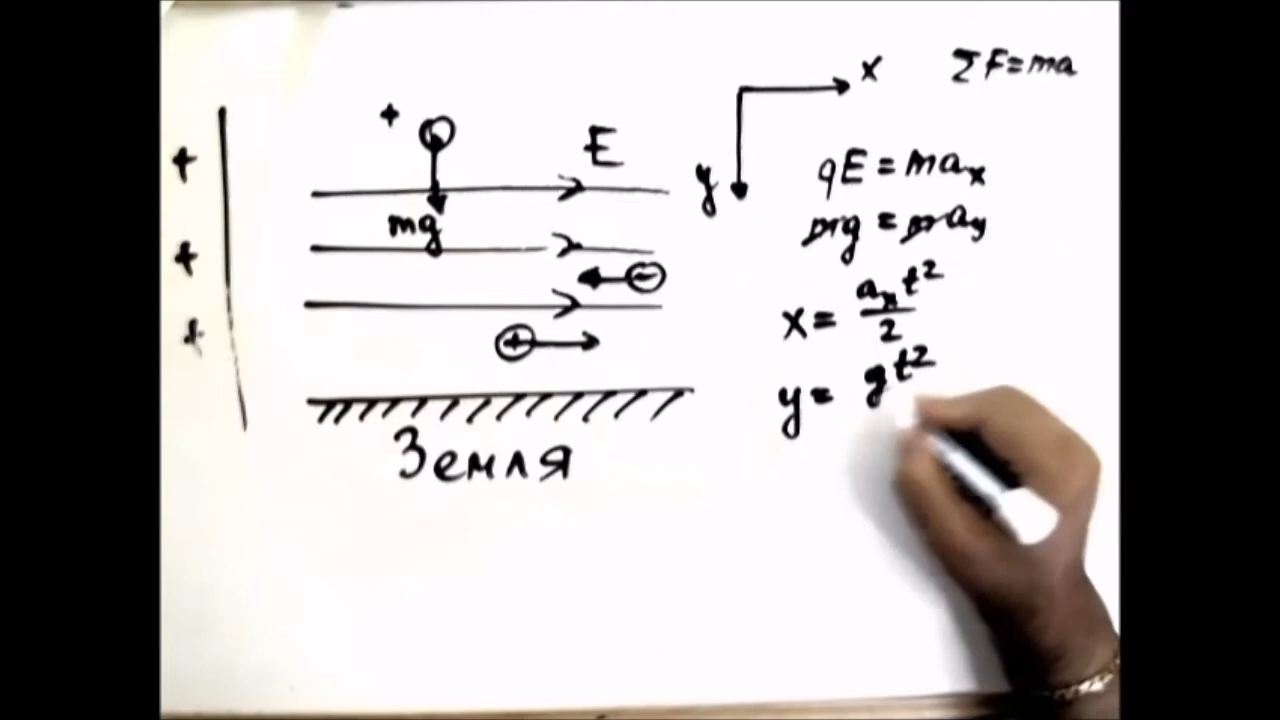 x ΣF=ma
+ E
+ y qE = maₓ
mg mg = maᵧ
+ x = aₓt²/2
−
+ +
y = gt²
Земля